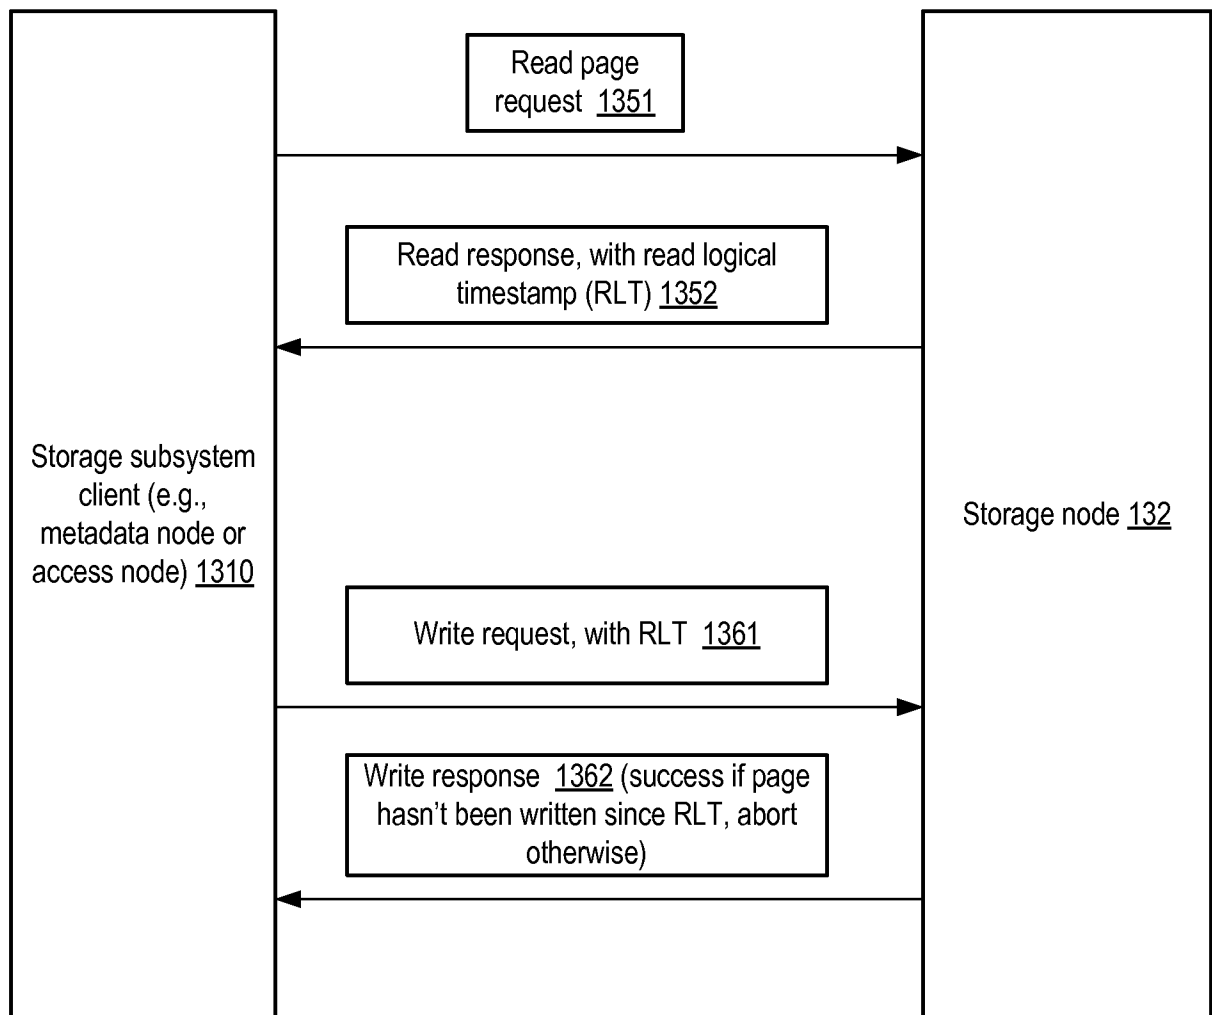 Read page
request 1351
Read response, with read logical
timestamp (RLT) 1352
Storage subsystem
client (e.g.,
metadata node or
access node) 1310
Storage node 132
Write request, with RLT 1361
Write response 1362 (success if page
hasn't been written since RLT, abort
otherwise)